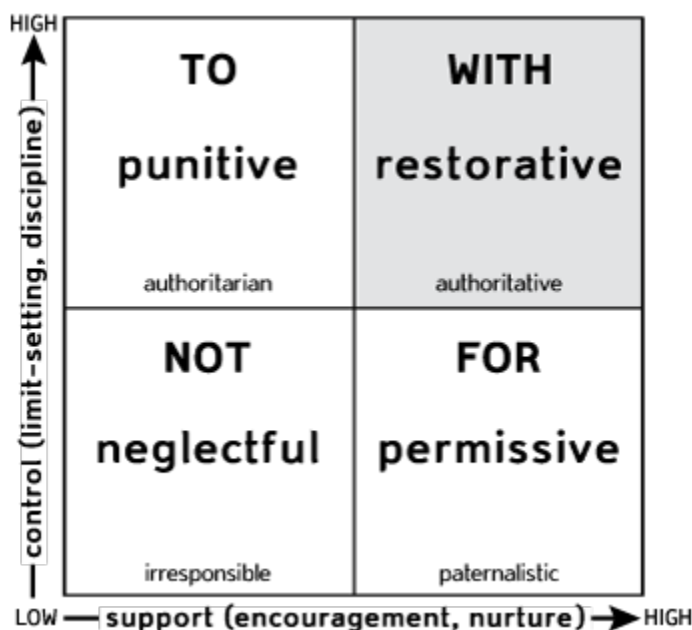 HIGH
control (limit-setting, discipline)
TO
punitive
authoritarian
WITH
restorative
authoritative
NOT
neglectful
irresponsible
FOR
permissive
paternalistic
LOW
support (encouragement, nurture)
HIGH